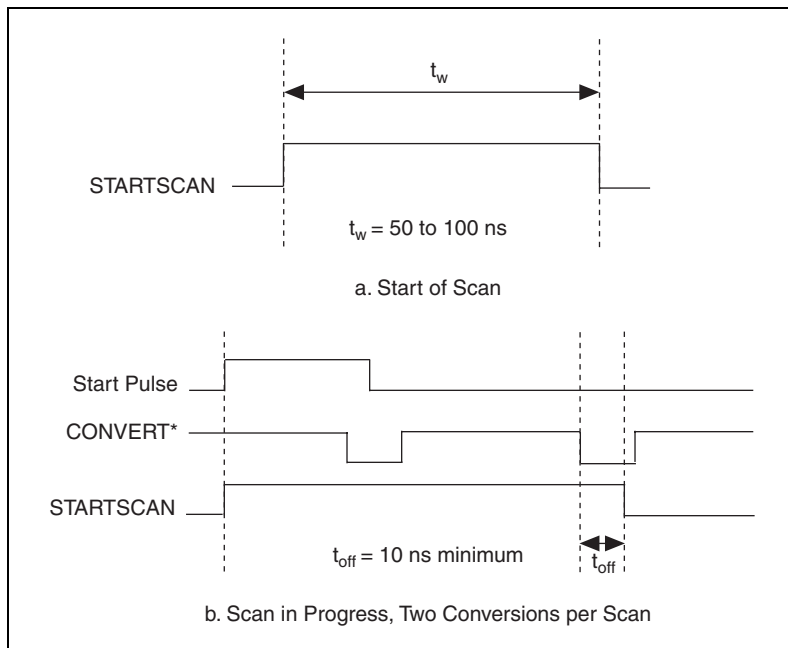 t_w
STARTSCAN
t_w = 50 to 100 ns
a. Start of Scan
Start Pulse
CONVERT*
STARTSCAN
t_off = 10 ns minimum
t_off
b. Scan in Progress, Two Conversions per Scan